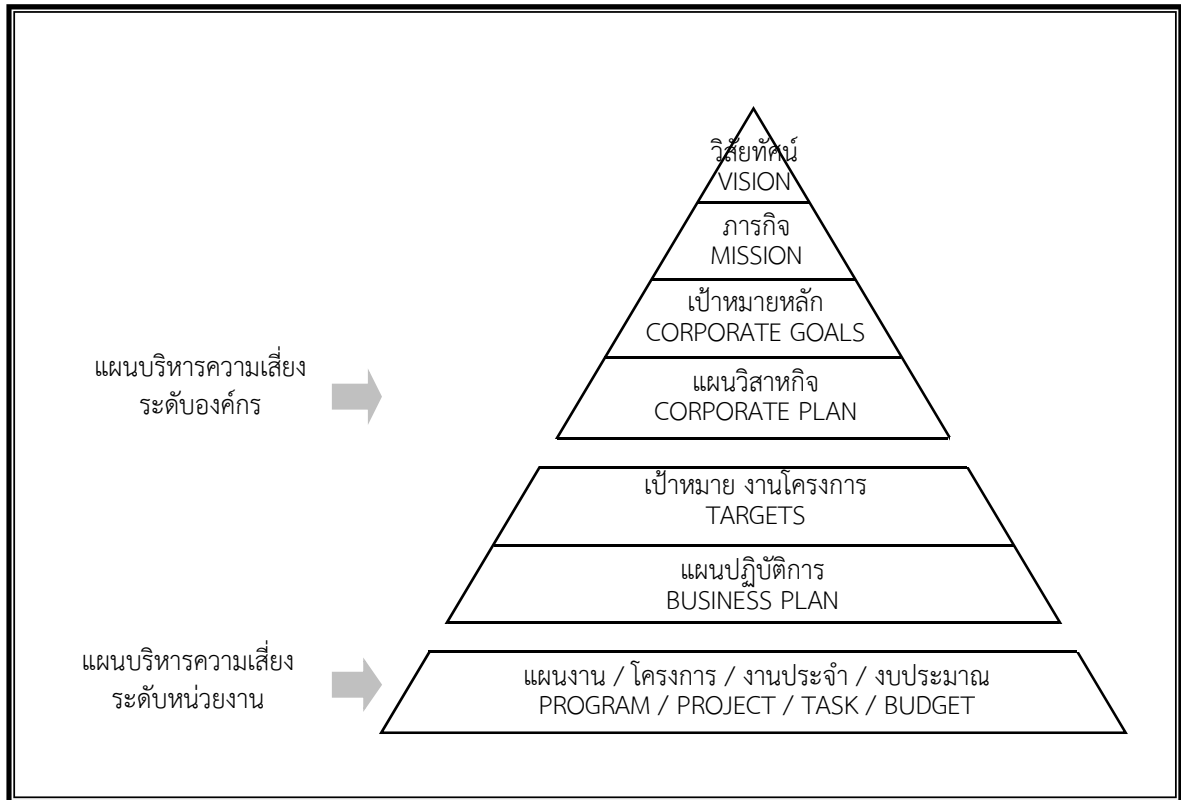 วิสัยทัศน์
VISION
ภารกิจ
MISSION
เป้าหมายหลัก
CORPORATE GOALS
แผนบริหารความเสี่ยง
ระดับองค์กร
แผนวิสาหกิจ
CORPORATE PLAN
เป้าหมาย งานโครงการ
TARGETS
แผนปฏิบัติการ
BUSINESS PLAN
แผนบริหารความเสี่ยง
ระดับหน่วยงาน
แผนงาน / โครงการ / งานประจำ / งบประมาณ
PROGRAM / PROJECT / TASK / BUDGET